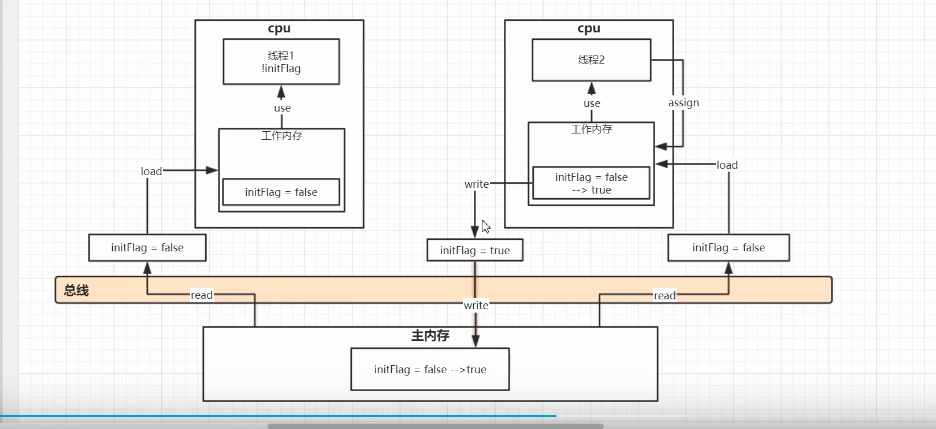 cpu
线程1
!initFlag
use
工作内存
initFlag = false
load
initFlag = false
cpu
线程2
assign
use
工作内存
initFlag = false
--> true
load
write
initFlag = true
initFlag = false
总线
read
write
read
主内存
initFlag = false -->true